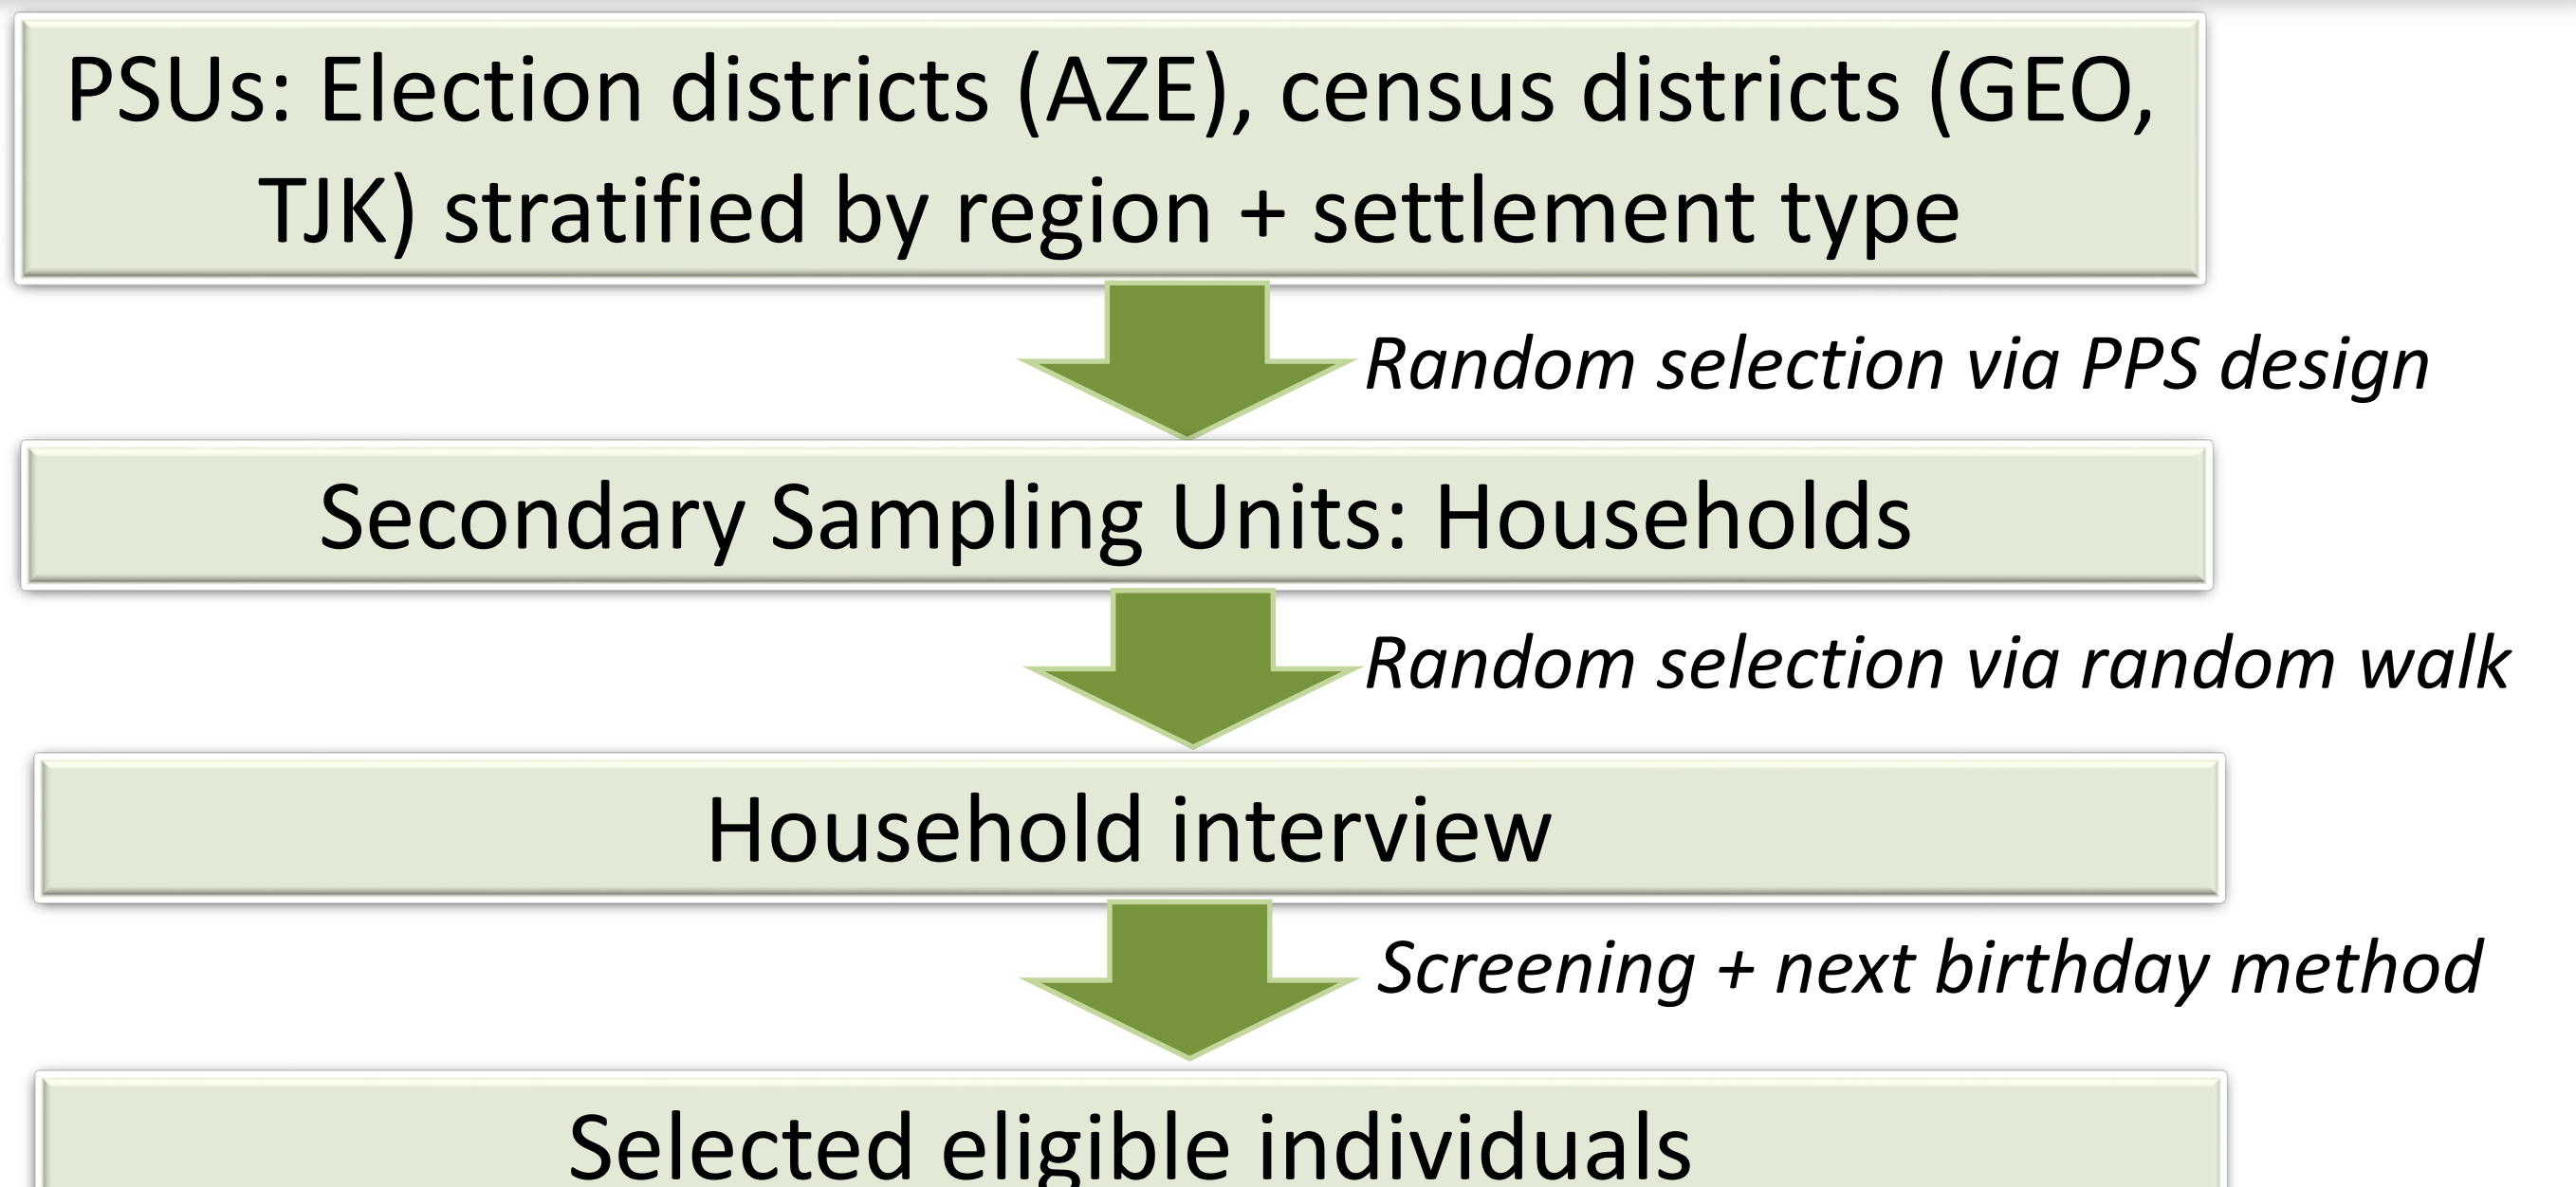 PSUs: Election districts (AZE), census districts (GEO,
TJK) stratified by region + settlement type
Random selection via PPS design
Secondary Sampling Units: Households
Random selection via random walk
Household interview
Screening + next birthday method
Selected eligible individuals